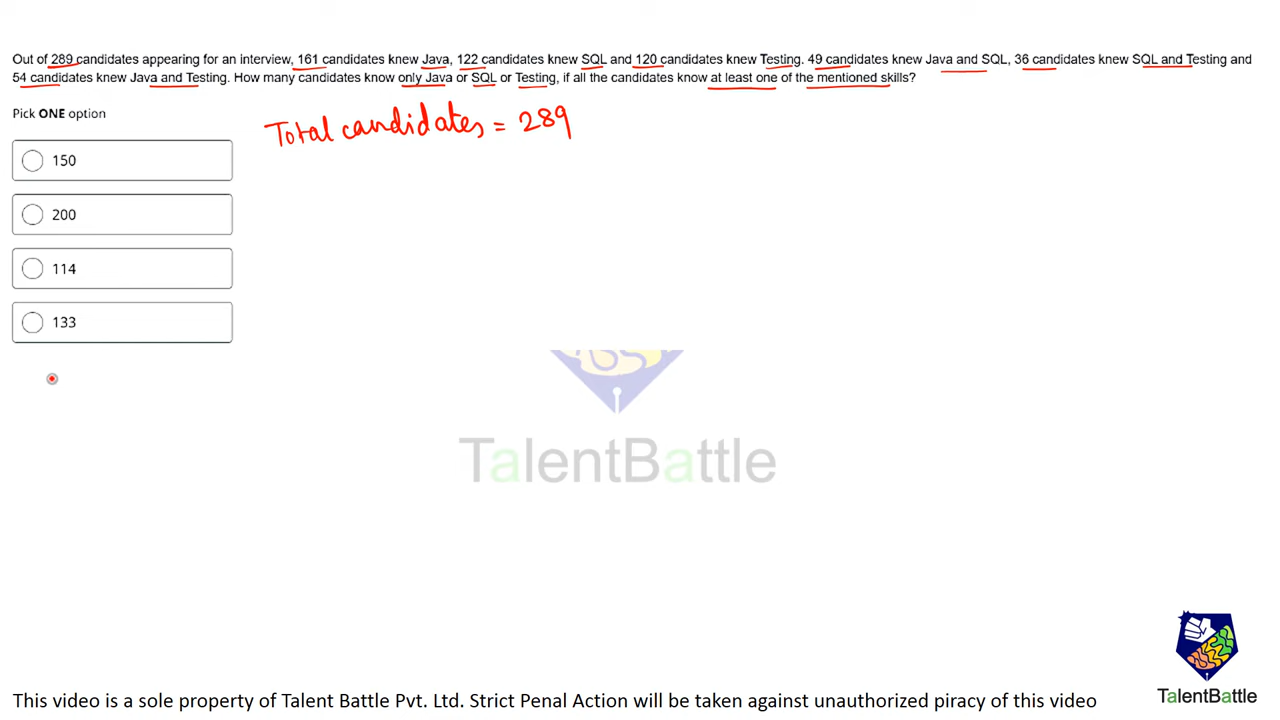 Out of 289 candidates appearing for an interview, 161 candidates knew Java, 122 candidates knew SQL and 120 candidates knew Testing. 49 candidates knew Java and SQL, 36 candidates knew SQL and Testing and
54 candidates knew Java and Testing. How many candidates know only Java or SQL or Testing, if all the candidates know at least one of the mentioned skills?
Pick ONE option
Total candidates = 289
150
200
114
133
TalentBattle
TalentBattle
This video is a sole property of Talent Battle Pvt. Ltd. Strict Penal Action will be taken against unauthorized piracy of this video